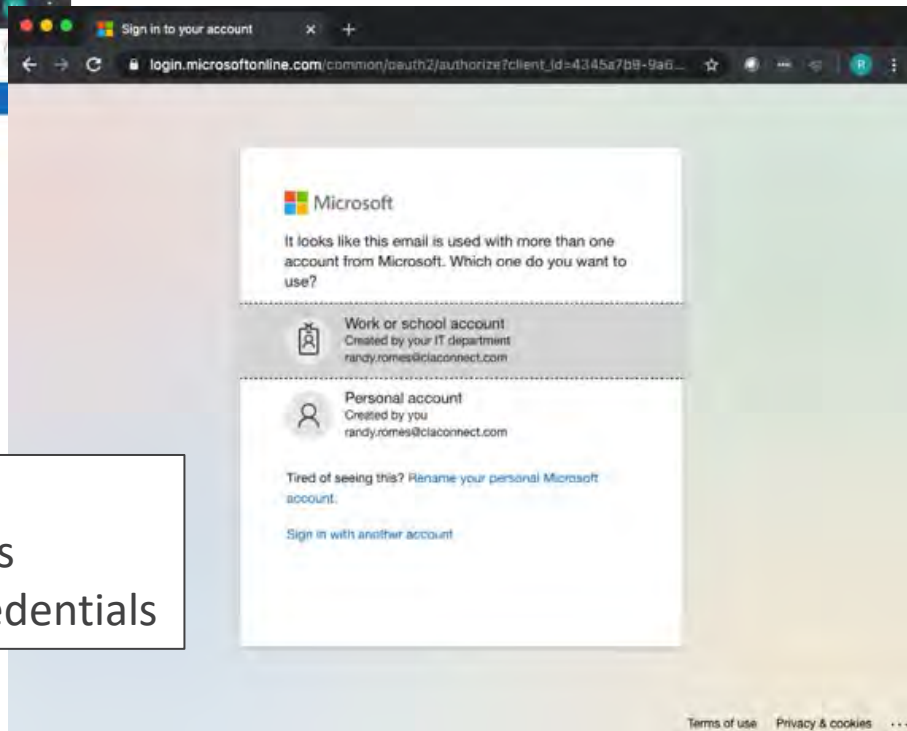 Sign in to your account
login.microsoftonline.com/common/oauth2/authorize?client_id=4345a7b9-9a6...
R
Microsoft
It looks like this email is used with more than one
account from Microsoft. Which one do you want to
use?
Work or school account
Created by your IT department
randy.romes@claconnect.com
Personal account
Created by you
randy.romes@claconnect.com
Tired of seeing this? Rename your personal Microsoft
account.
Sign in with another account
s
edentials
Terms of use Privacy & cookies ...